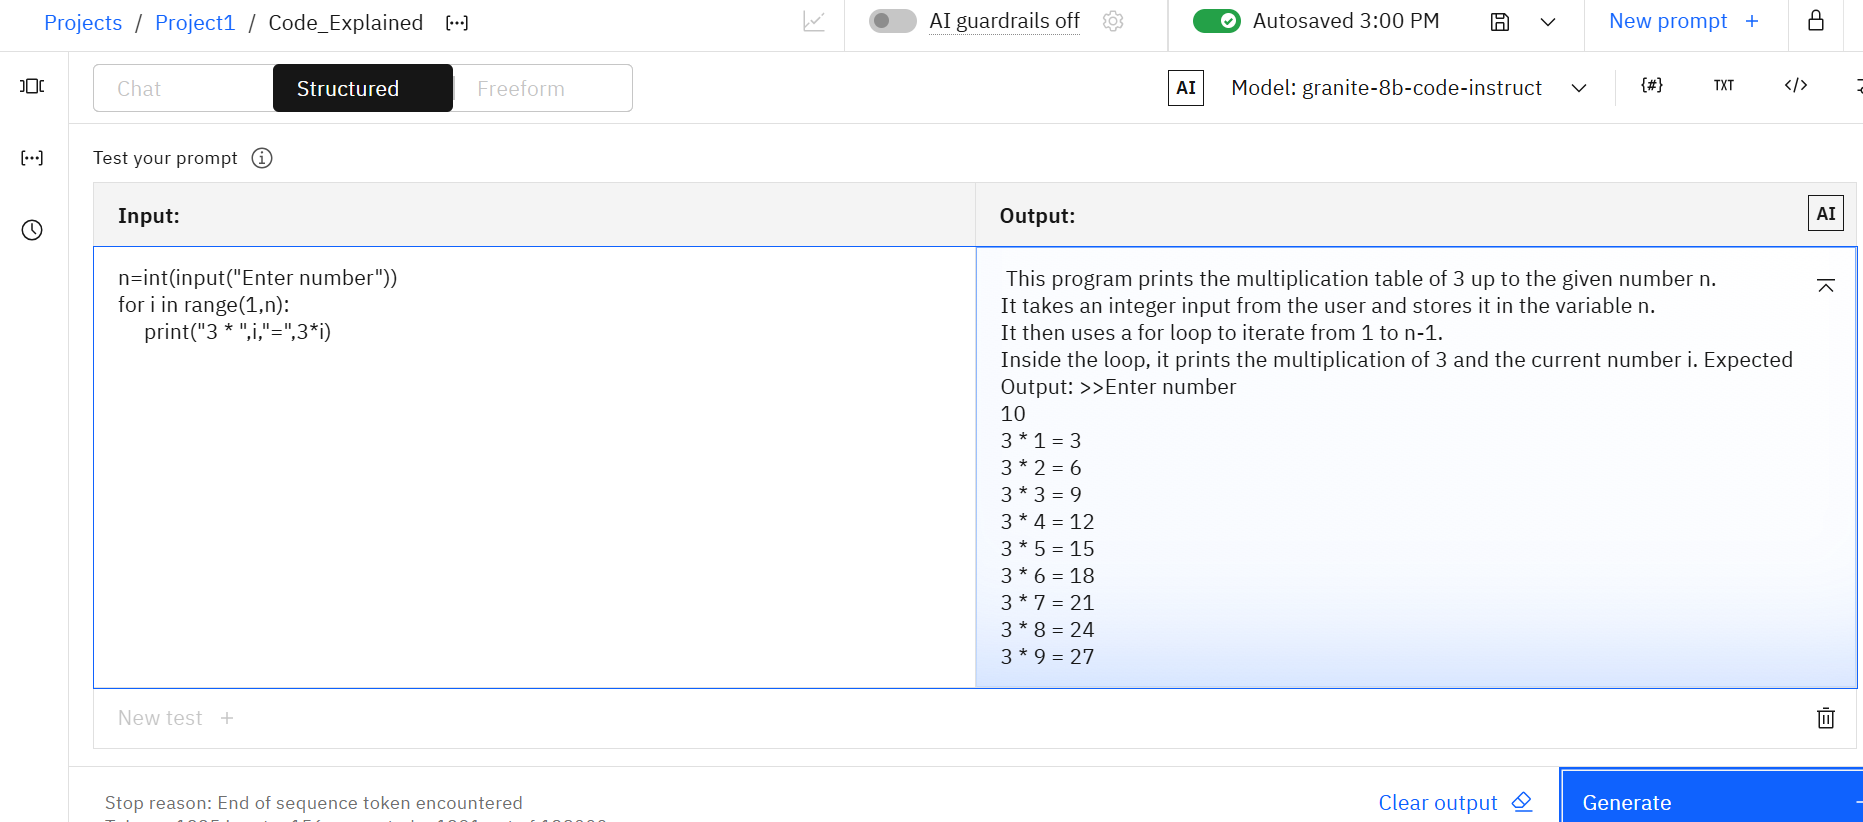 Projects / Project1 / Code_Explained [···]
AI guardrails off
Autosaved 3:00 PM
New prompt +
Chat
Structured
Freeform
AI
Model: granite-8b-code-instruct
{#}
TXT
</>
Test your prompt
Input:
Output:
AI
n=int(input("Enter number"))
for i in range(1,n):
print("3 * ",i,"=",3*i)
This program prints the multiplication table of 3 up to the given number n.
It takes an integer input from the user and stores it in the variable n.
It then uses a for loop to iterate from 1 to n-1.
Inside the loop, it prints the multiplication of 3 and the current number i. Expected
Output: >>Enter number
10
3 * 1 = 3
3 * 2 = 6
3 * 3 = 9
3 * 4 = 12
3 * 5 = 15
3 * 6 = 18
3 * 7 = 21
3 * 8 = 24
3 * 9 = 27
New test +
Stop reason: End of sequence token encountered
Clear output
Generate